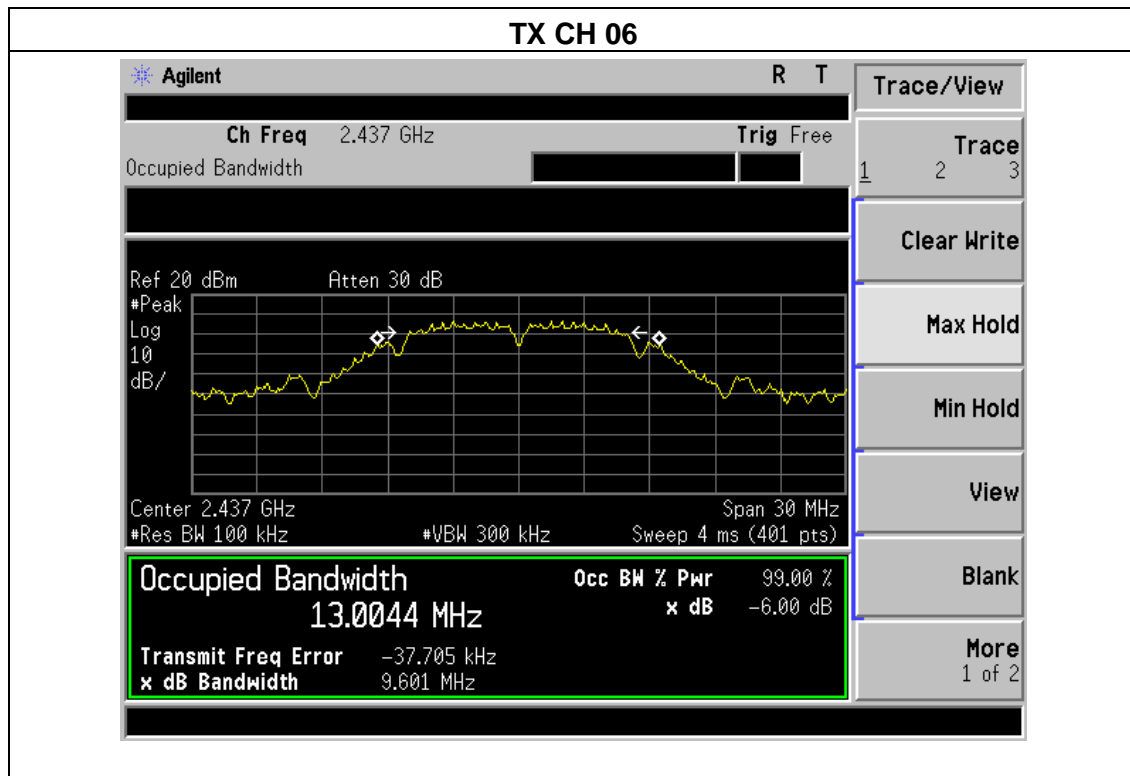 TX CH 06
Agilent R T
Trace/View
Ch Freq 2.437 GHz Trig Free
Occupied Bandwidth
Trace
1 2 3
Clear Write
Ref 20 dBm Atten 30 dB
#Peak
Log
10
dB/
Max Hold
Min Hold
View
Center 2.437 GHz Span 30 MHz
#Res BW 100 kHz #VBW 300 kHz Sweep 4 ms (401 pts)
Occupied Bandwidth Occ BW % Pwr 99.00 %
13.0044 MHz x dB -6.00 dB
Blank
Transmit Freq Error -37.705 kHz
x dB Bandwidth 9.601 MHz
More
1 of 2